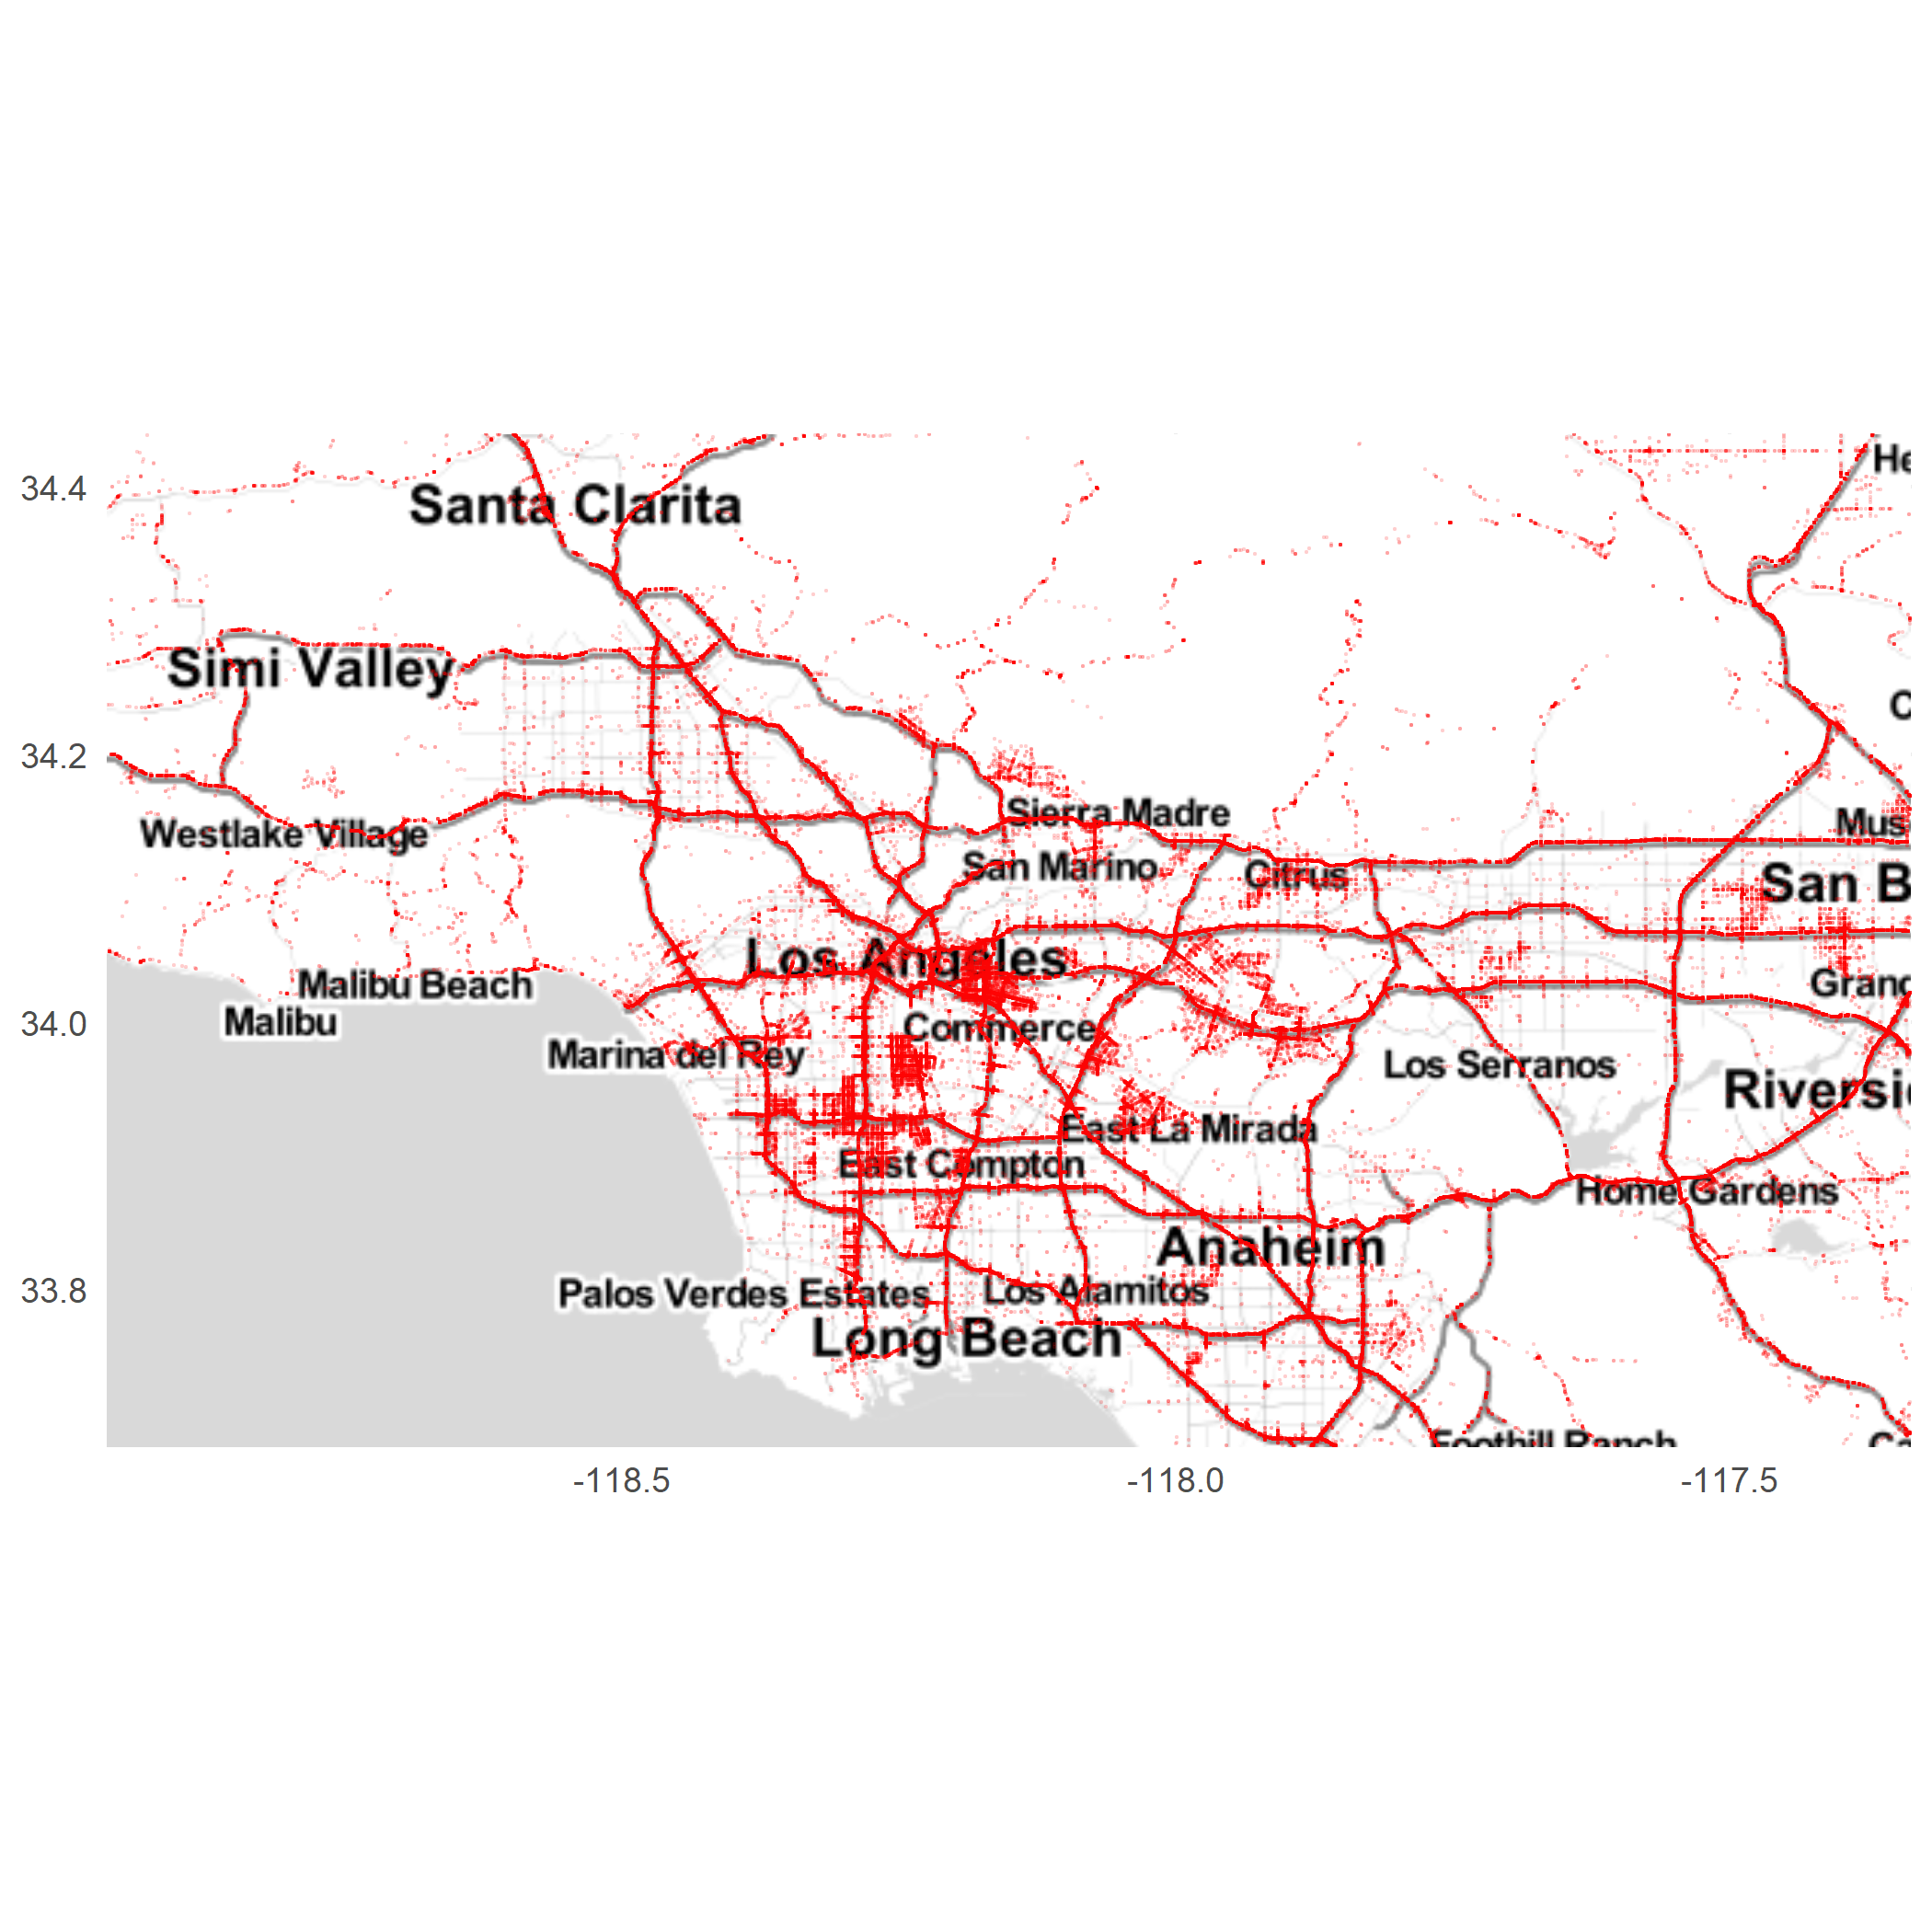 He
34.4
Santa Clarita
Simi Valley
C
34.2
Sierra Madre
Mus
Westlake Village
San Marino
Citrus
San B
Los Angeles
Malibu Beach
Grand
Malibu
34.0
Commerce
Marina del Rey
Los Serranos
Riversi
East La Mirada
East Compton
Home Gardens
Anaheim
33.8
Palos Verdes Estates
Los Alamitos
Long Beach
Foothill Ranch
Ca
-118.5
-118.0
-117.5